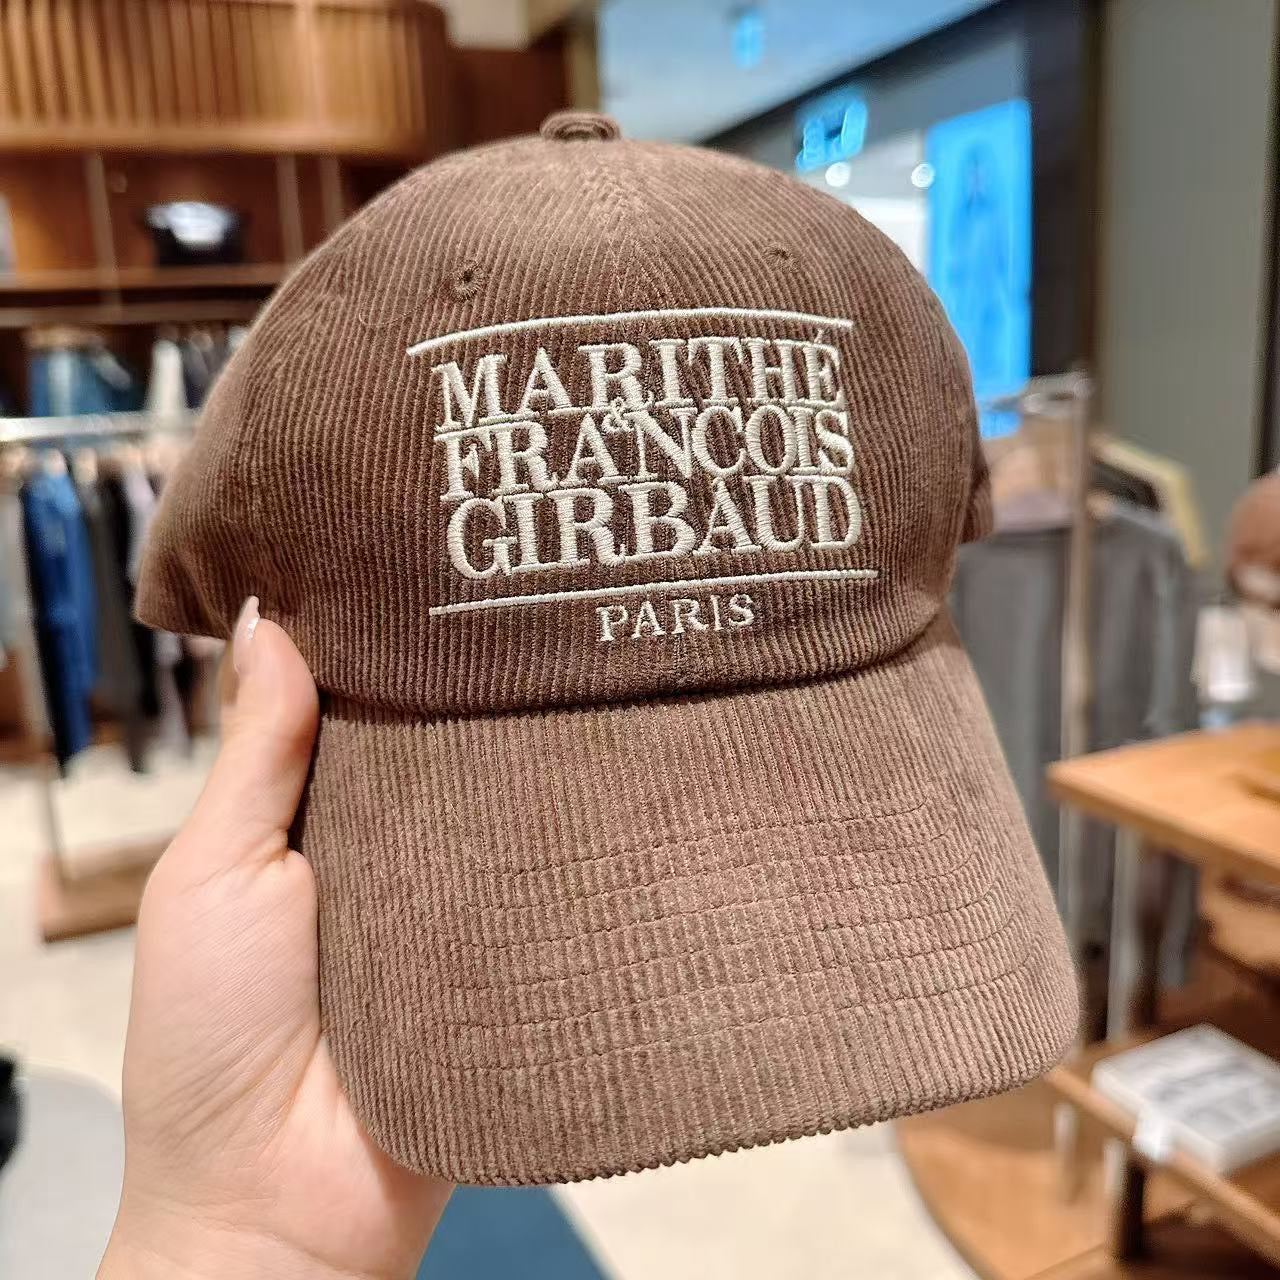 MARITHÉ
&
FRANCOIS
GIRBAUD
PARIS